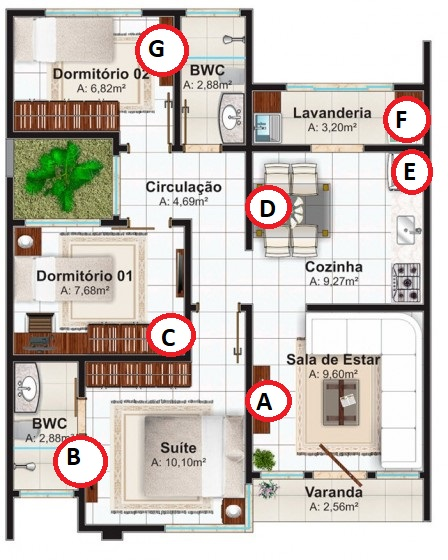 G
Dormitório 02
A: 6,82m²
BWC
A: 2,88m²
Lavanderia
A: 3,20m²
F
E
Circulação
A: 4,69m²
D
Cozinha
A: 9,27m²
Dormitório 01
A: 7,68m²
C
Sala de Estar
A: 9,60m²
A
BWC
A: 2,88m²
B
Suíte
A: 10,10m²
Varanda
A: 2,56m²